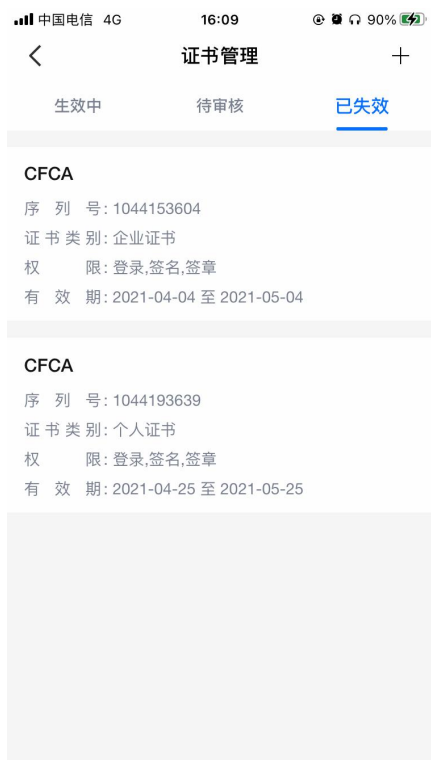 中国电信 4G 16:09 90%
证书管理
生效中 待审核 已失效
CFCA
序列号: 1044153604
证书类别: 企业证书
权限: 登录,签名,签章
有效期: 2021-04-04 至 2021-05-04
CFCA
序列号: 1044193639
证书类别: 个人证书
权限: 登录,签名,签章
有效期: 2021-04-25 至 2021-05-25